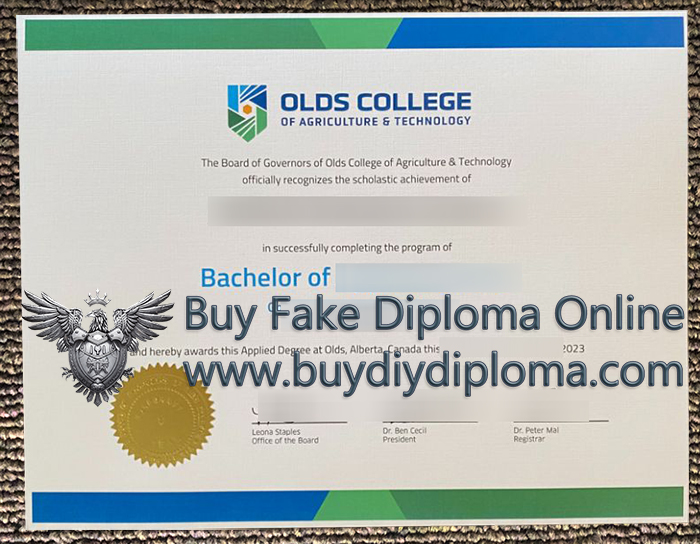 OLDS COLLEGE
OF AGRICULTURE & TECHNOLOGY
The Board of Governors of Olds College of Agriculture & Technology
officially recognizes the scholastic achievement of
in successfully completing the program of
Bachelor of
Buy Fake Diploma Online
and hereby awards this Applied Degree at Olds, Alberta, Canada this 2023
www.buydiydiploma.com
Leona Staples Dr. Ben Cecil Dr. Peter Mal
Office of the Board President Registrar